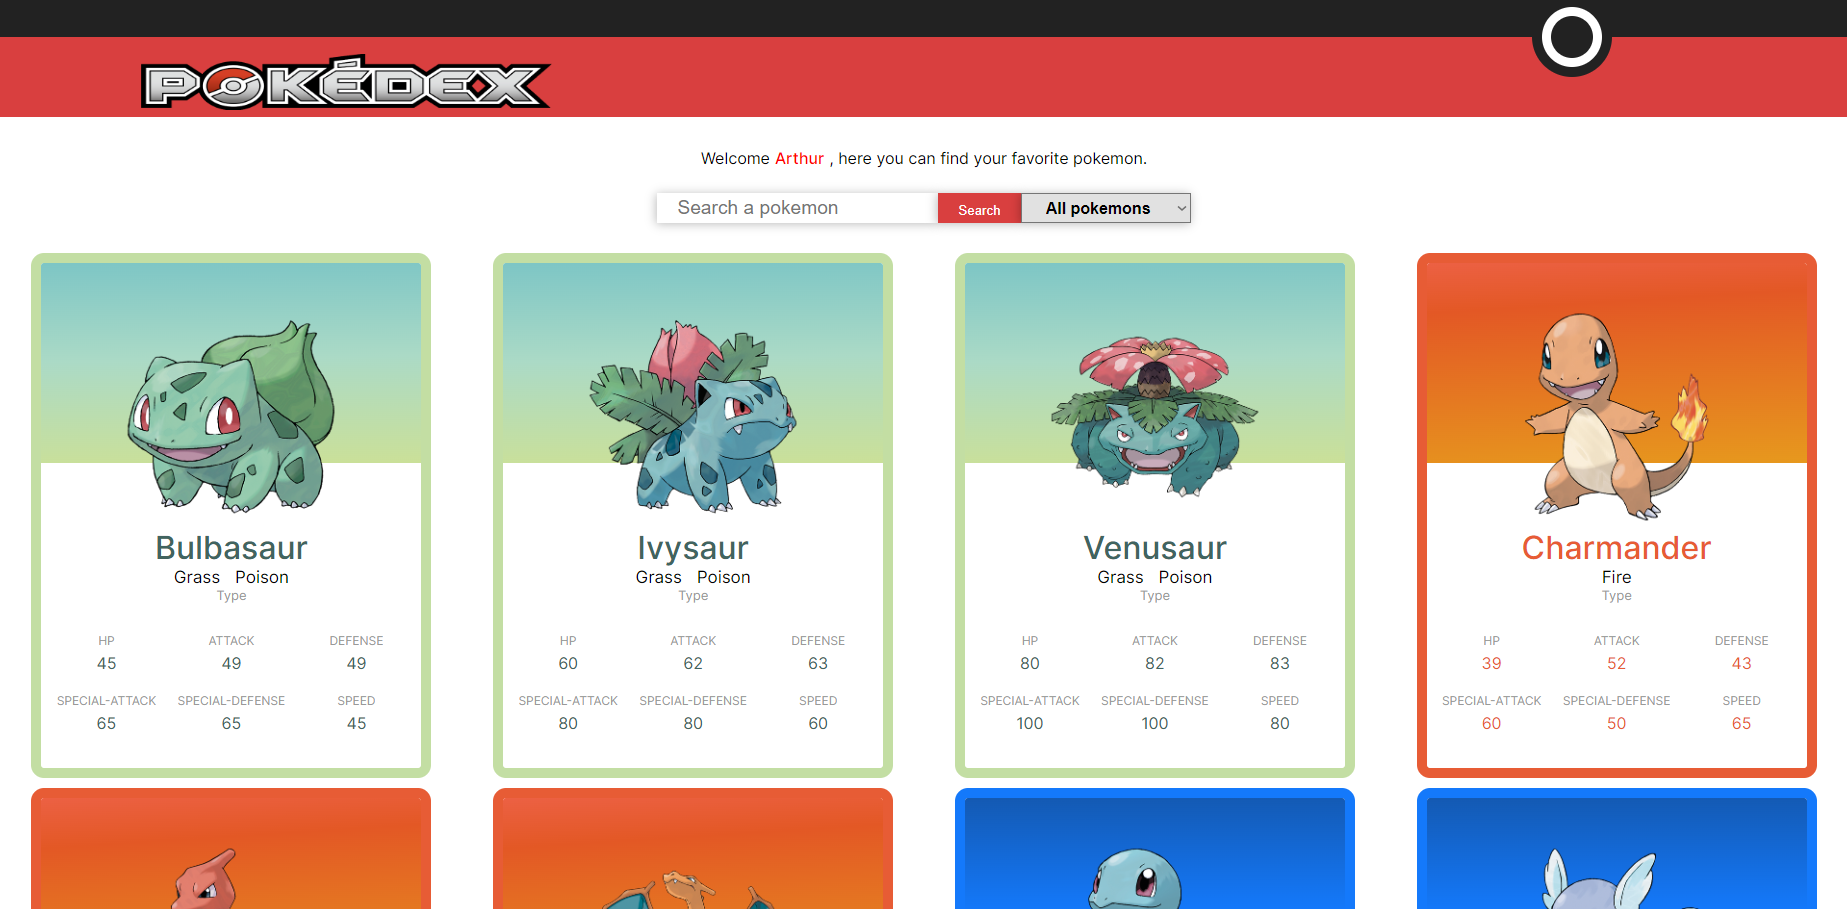 POKÉDEX
Welcome Arthur , here you can find your favorite pokemon.
Search a pokemon Search All pokemons
Bulbasaur
Grass Poison
Type
HP ATTACK DEFENSE
45 49 49
SPECIAL-ATTACK SPECIAL-DEFENSE SPEED
65 65 45
Ivysaur
Grass Poison
Type
HP ATTACK DEFENSE
60 62 63
SPECIAL-ATTACK SPECIAL-DEFENSE SPEED
80 80 60
Venusaur
Grass Poison
Type
HP ATTACK DEFENSE
80 82 83
SPECIAL-ATTACK SPECIAL-DEFENSE SPEED
100 100 80
Charmander
Fire
Type
HP ATTACK DEFENSE
39 52 43
SPECIAL-ATTACK SPECIAL-DEFENSE SPEED
60 50 65